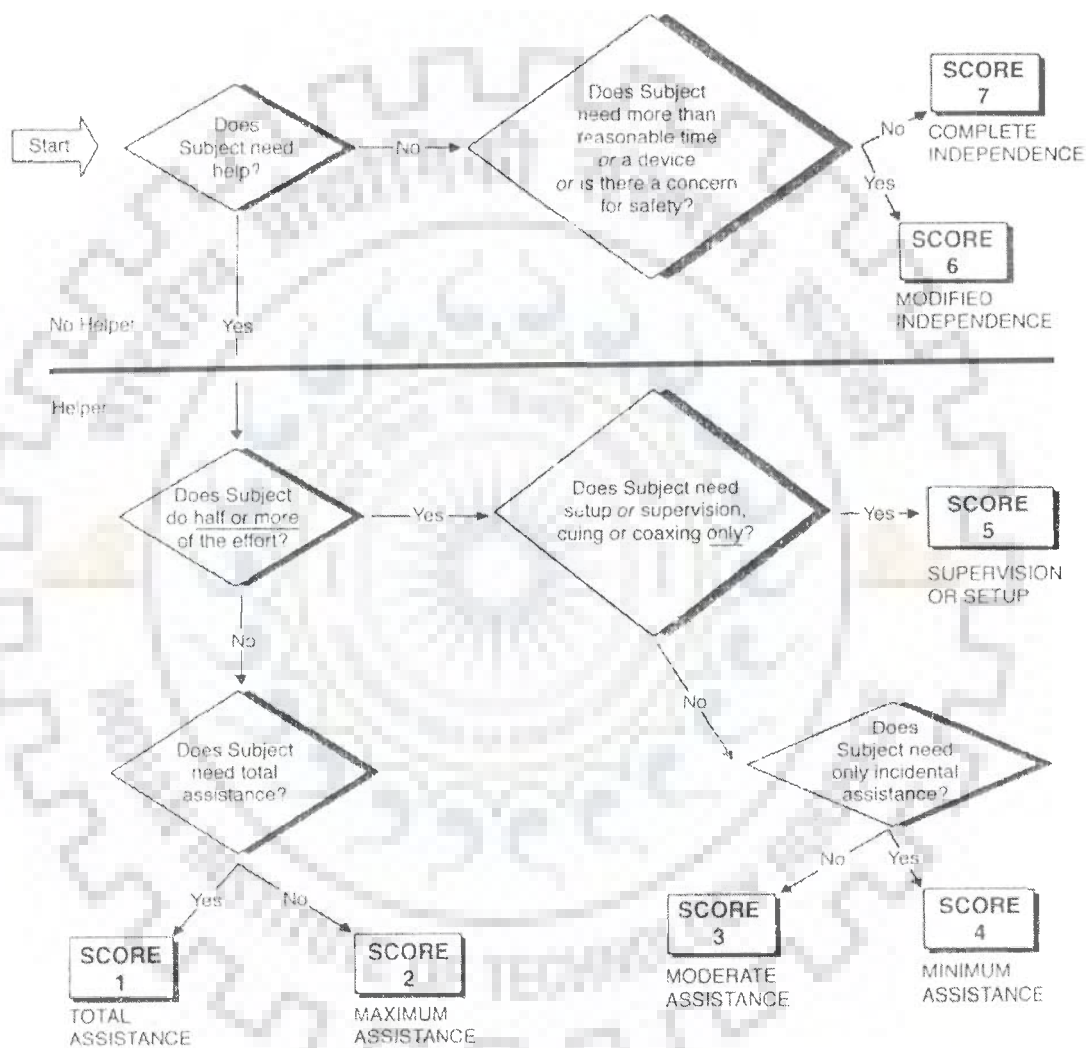 Start
Does
Subject need
help?
No
Does Subject
need more than
reasonable time
or a device
or is there a concern
for safety?
No
SCORE
7
COMPLETE
INDEPENDENCE
Yes
SCORE
6
MODIFIED
INDEPENDENCE
No Helper
Yes
Helper
Does Subject
do half or more
of the effort?
Yes
Does Subject need
setup or supervision,
cuing or coaxing only?
Yes
SCORE
5
SUPERVISION
OR SETUP
No
No
Does Subject
need total
assistance?
Does
Subject need
only incidental
assistance?
Yes
No
No
Yes
SCORE
1
TOTAL
ASSISTANCE
SCORE
2
MAXIMUM
ASSISTANCE
SCORE
3
MODERATE
ASSISTANCE
SCORE
4
MINIMUM
ASSISTANCE